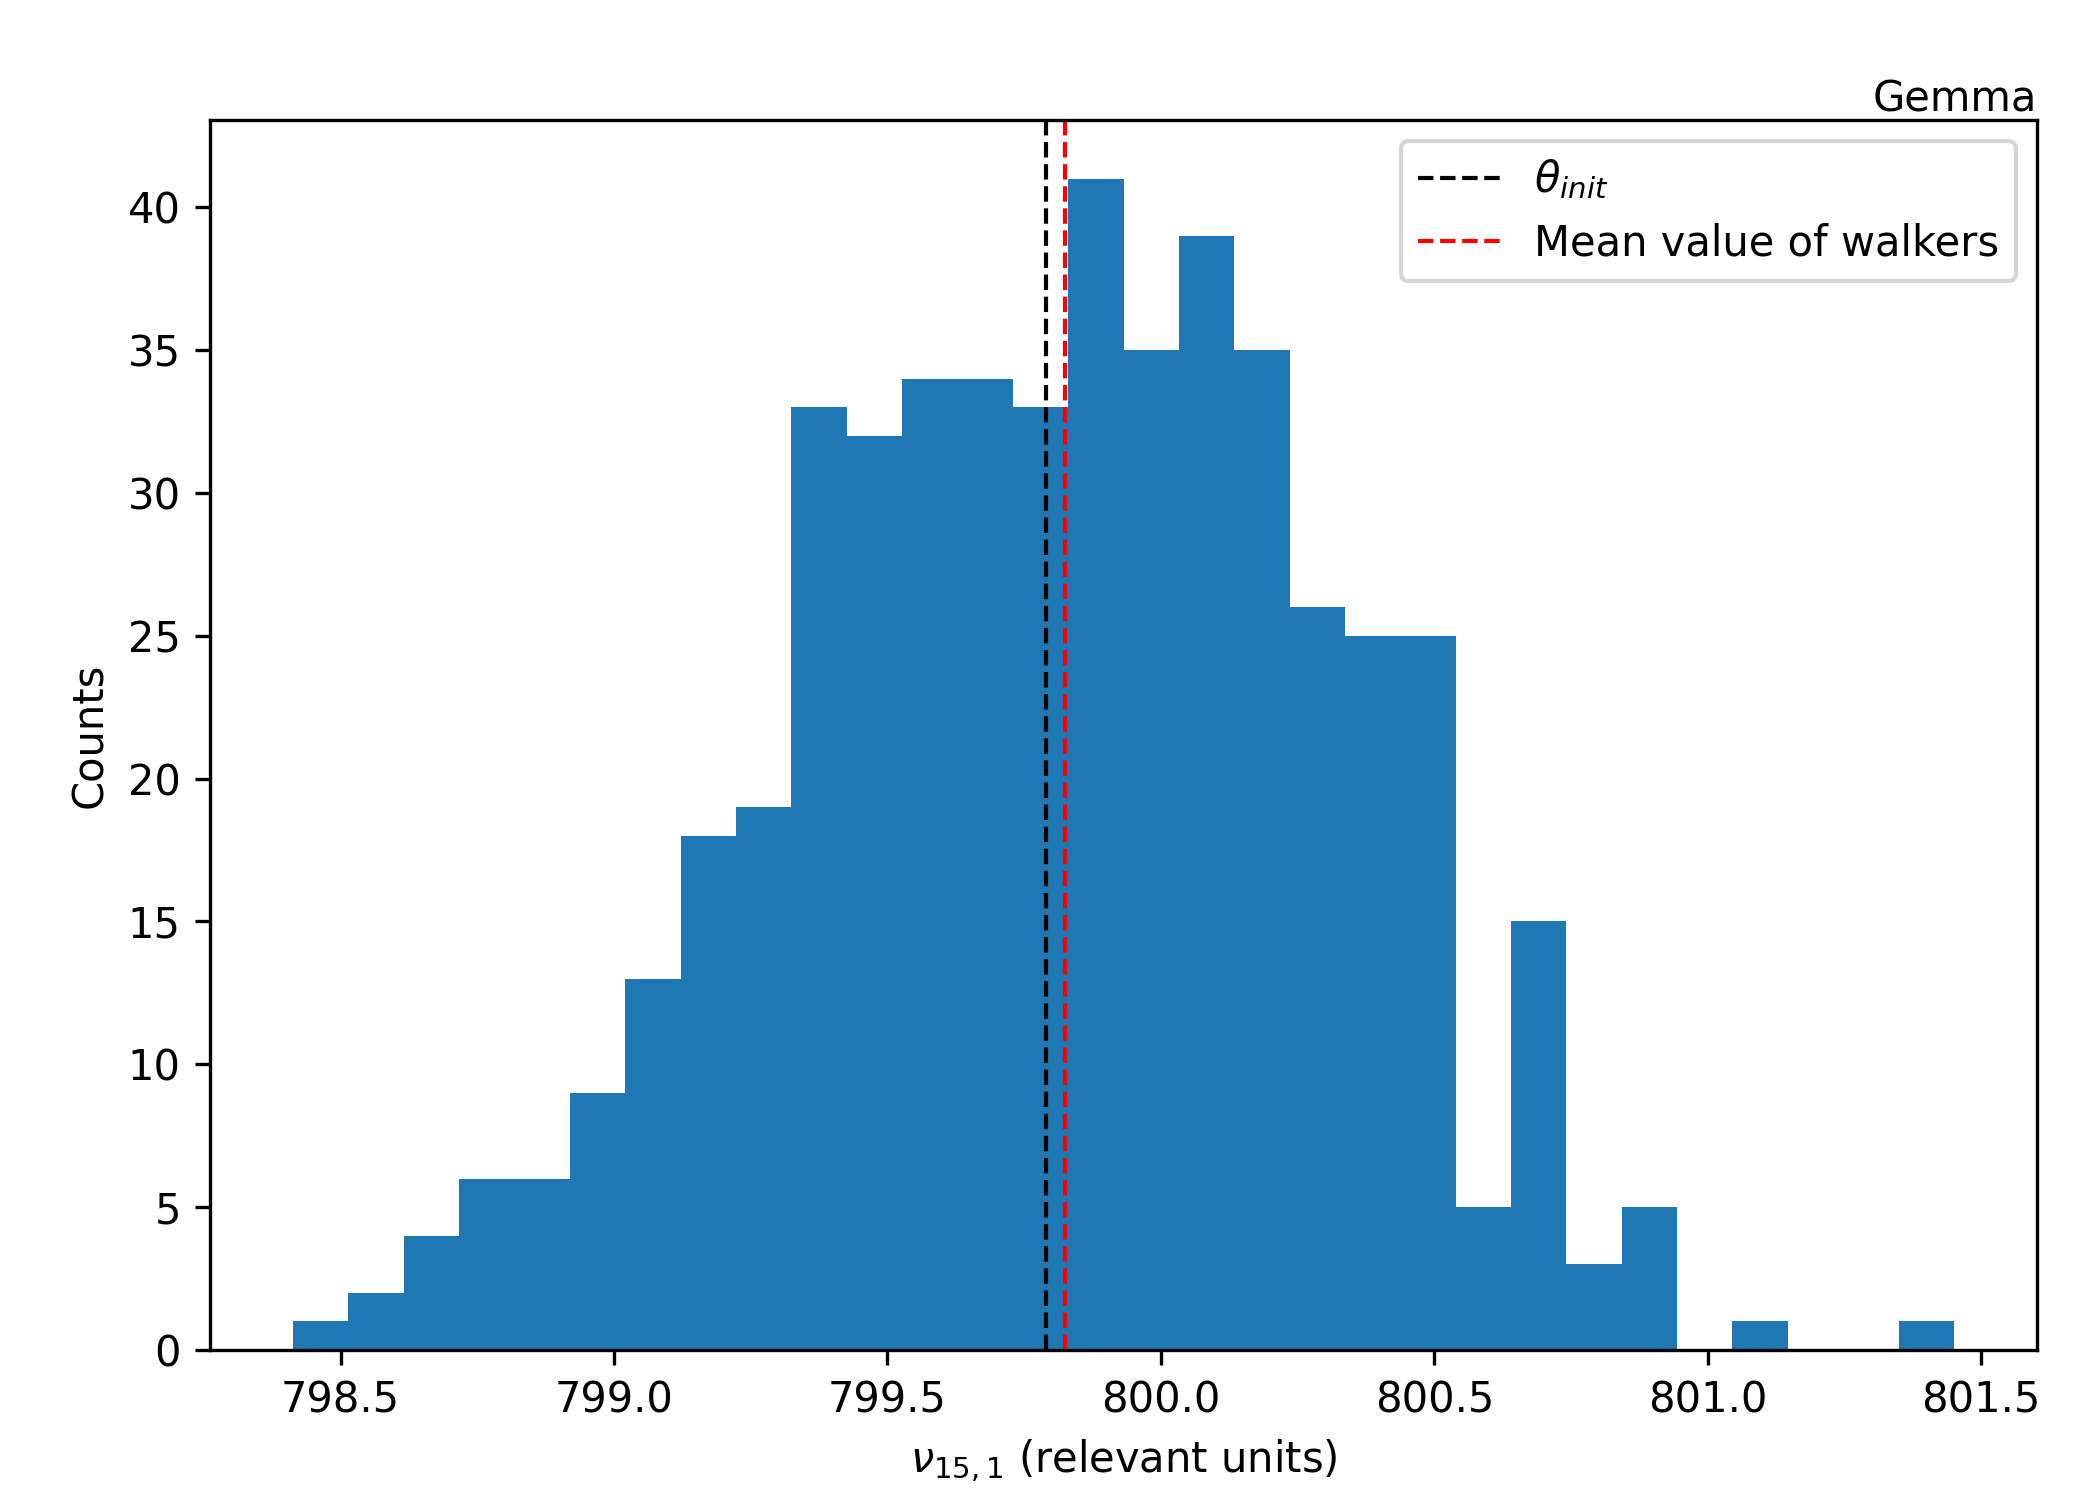 Gemma
θinit
Mean value of walkers
40
35
30
25
20
15
10
5
0
Counts
798.5 799.0 799.5 800.0 800.5 801.0 801.5
ν15, 1 (relevant units)